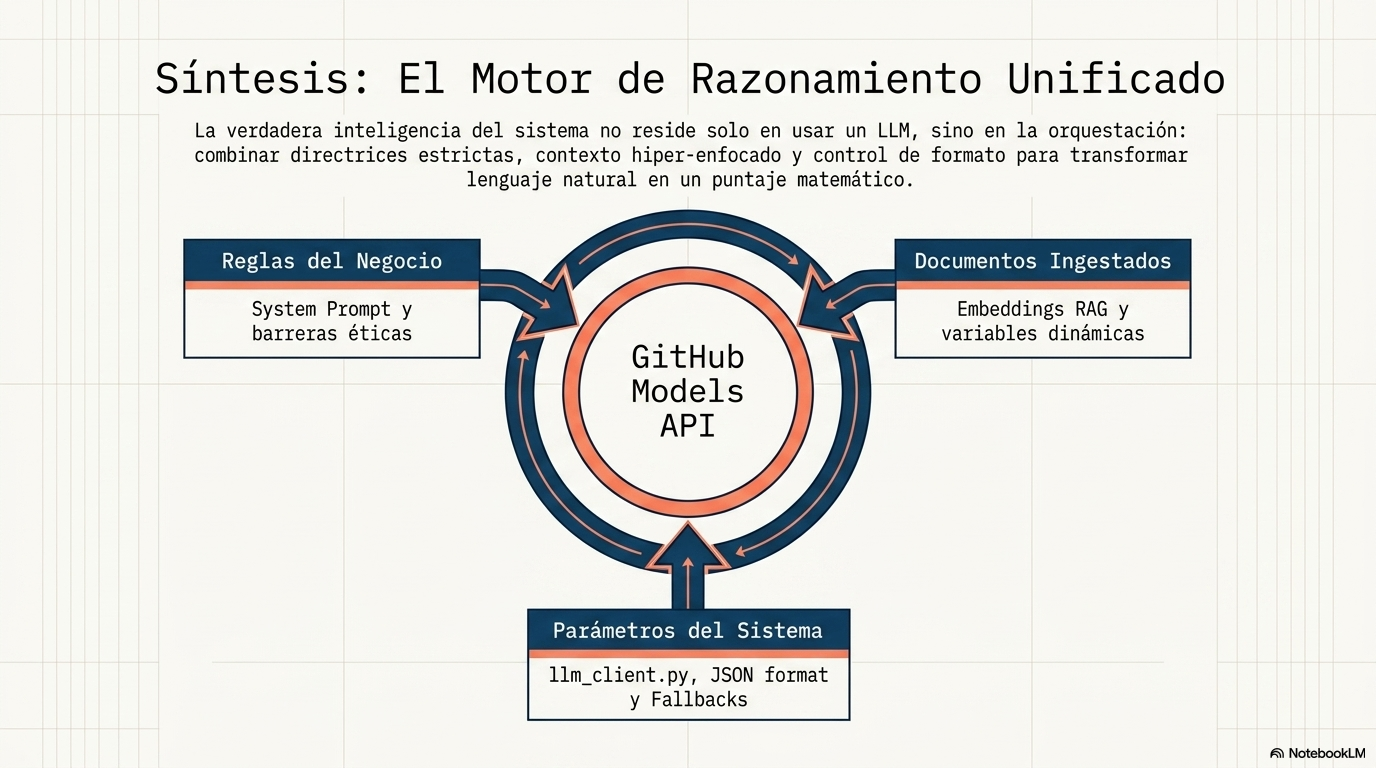 Síntesis: El Motor de Razonamiento Unificado
La verdadera inteligencia del sistema no reside solo en usar un LLM, sino en la orquestación:
combinar directrices estrictas, contexto hiper-enfocado y control de formato para transformar
lenguaje natural en un puntaje matemático.
Reglas del Negocio
System Prompt y
barreras éticas
Documentos Ingestados
Embeddings RAG y
variables dinámicas
GitHub
Models
API
Parámetros del Sistema
llm_client.py, JSON format
y Fallbacks
NotebookLM